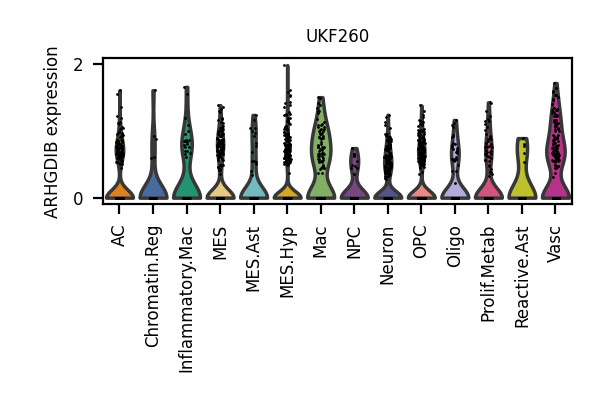 UKF260
ARHGDIB expression
2
0
AC
Chromatin.Reg
Inflammatory.Mac
MES
MES.Ast
MES.Hyp
Mac
NPC
Neuron
OPC
Oligo
Prolif.Metab
Reactive.Ast
Vasc